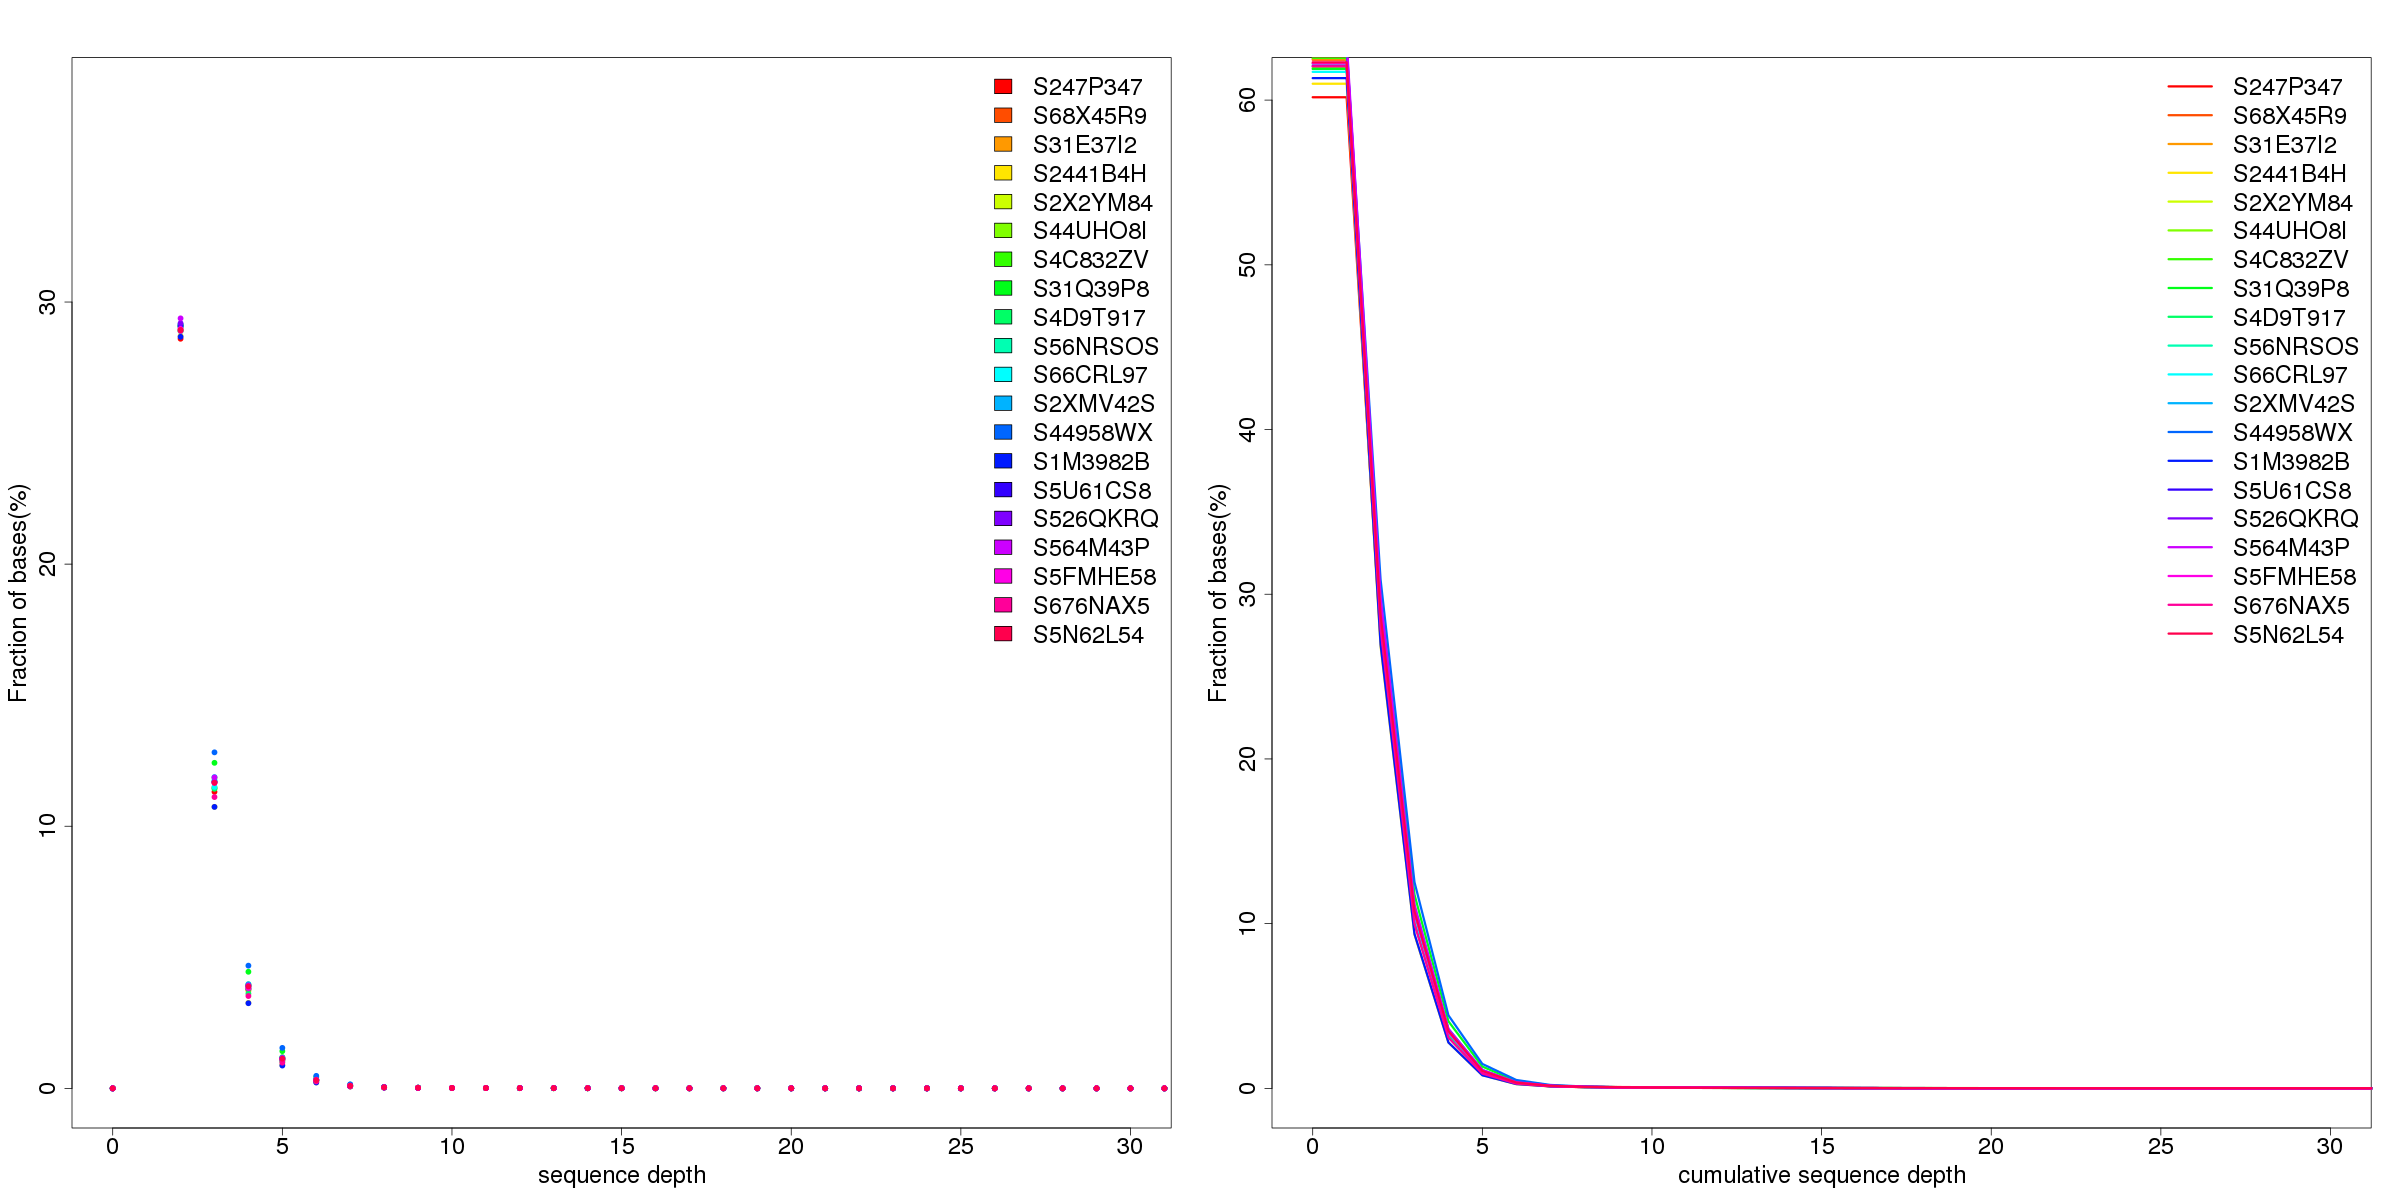 Fraction of bases(%)
30
20
10
0
S247P347
S68X45R9
S31E37I2
S2441B4H
S2X2YM84
S44UHO8I
S4C832ZV
S31Q39P8
S4D9T917
S56NRSOS
S66CRL97
S2XMV42S
S44958WX
S1M3982B
S5U61CS8
S526QKRQ
S564M43P
S5FMHE58
S676NAX5
S5N62L54
0 5 10 15 20 25 30
sequence depth
Fraction of bases(%)
60
50
40
30
20
10
0
S247P347
S68X45R9
S31E37I2
S2441B4H
S2X2YM84
S44UHO8I
S4C832ZV
S31Q39P8
S4D9T917
S56NRSOS
S66CRL97
S2XMV42S
S44958WX
S1M3982B
S5U61CS8
S526QKRQ
S564M43P
S5FMHE58
S676NAX5
S5N62L54
0 5 10 15 20 25 30
cumulative sequence depth